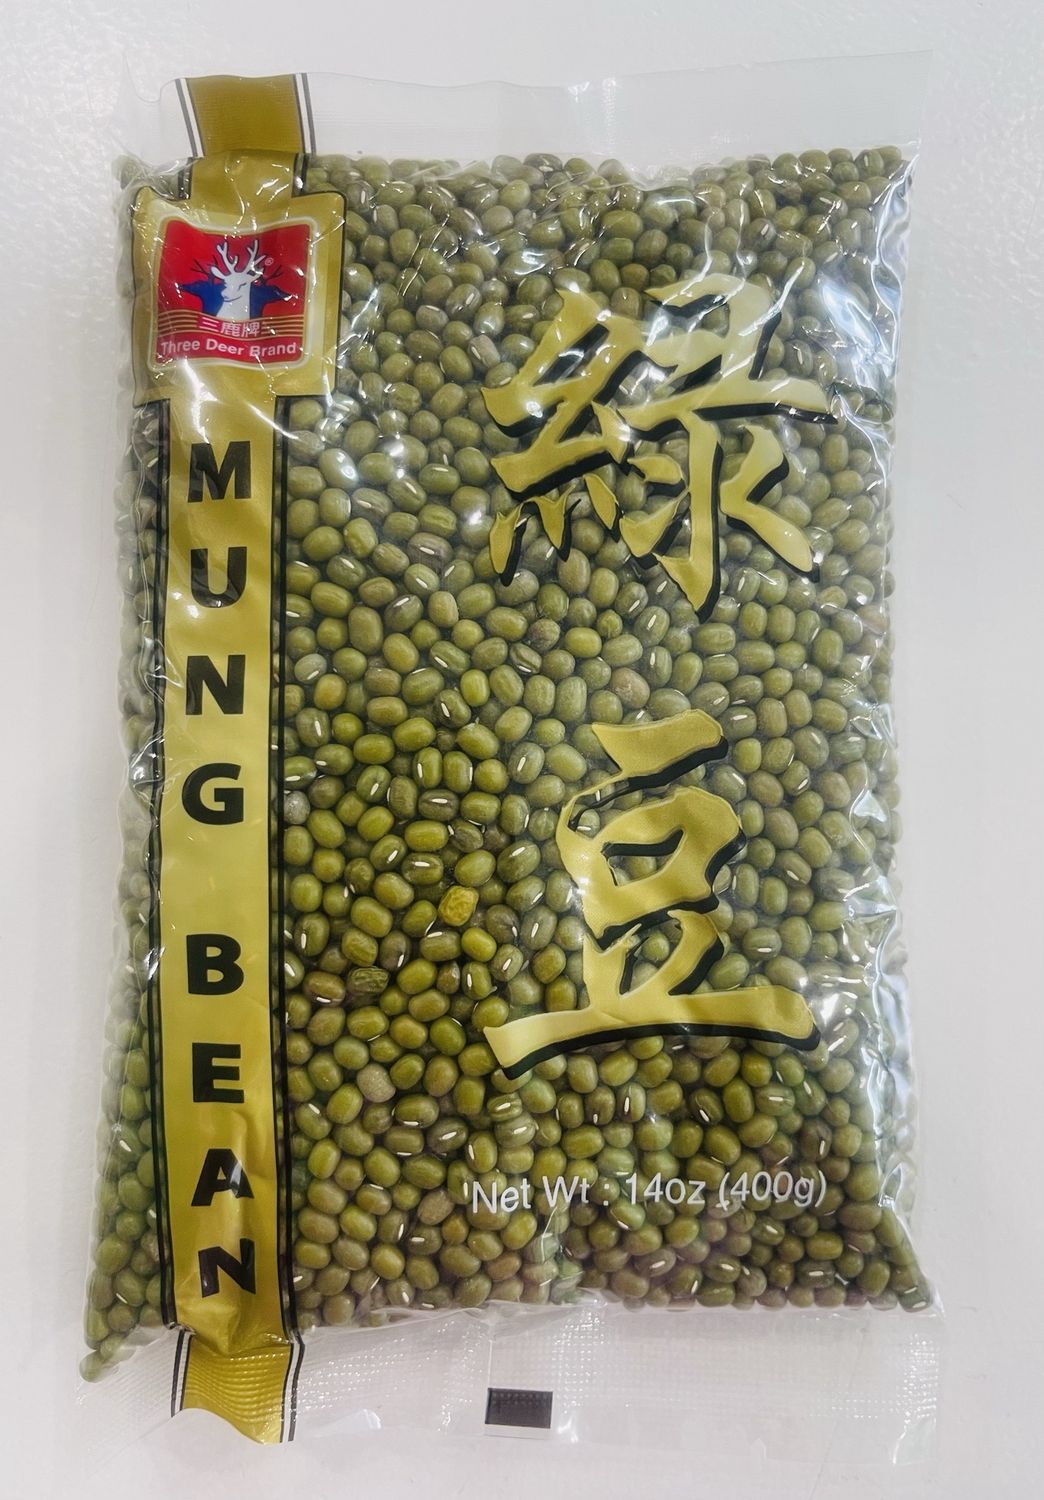 三鹿牌
Three Deer Brand
MUNG BEAN
綠豆
Net Wt : 14oz (400g)